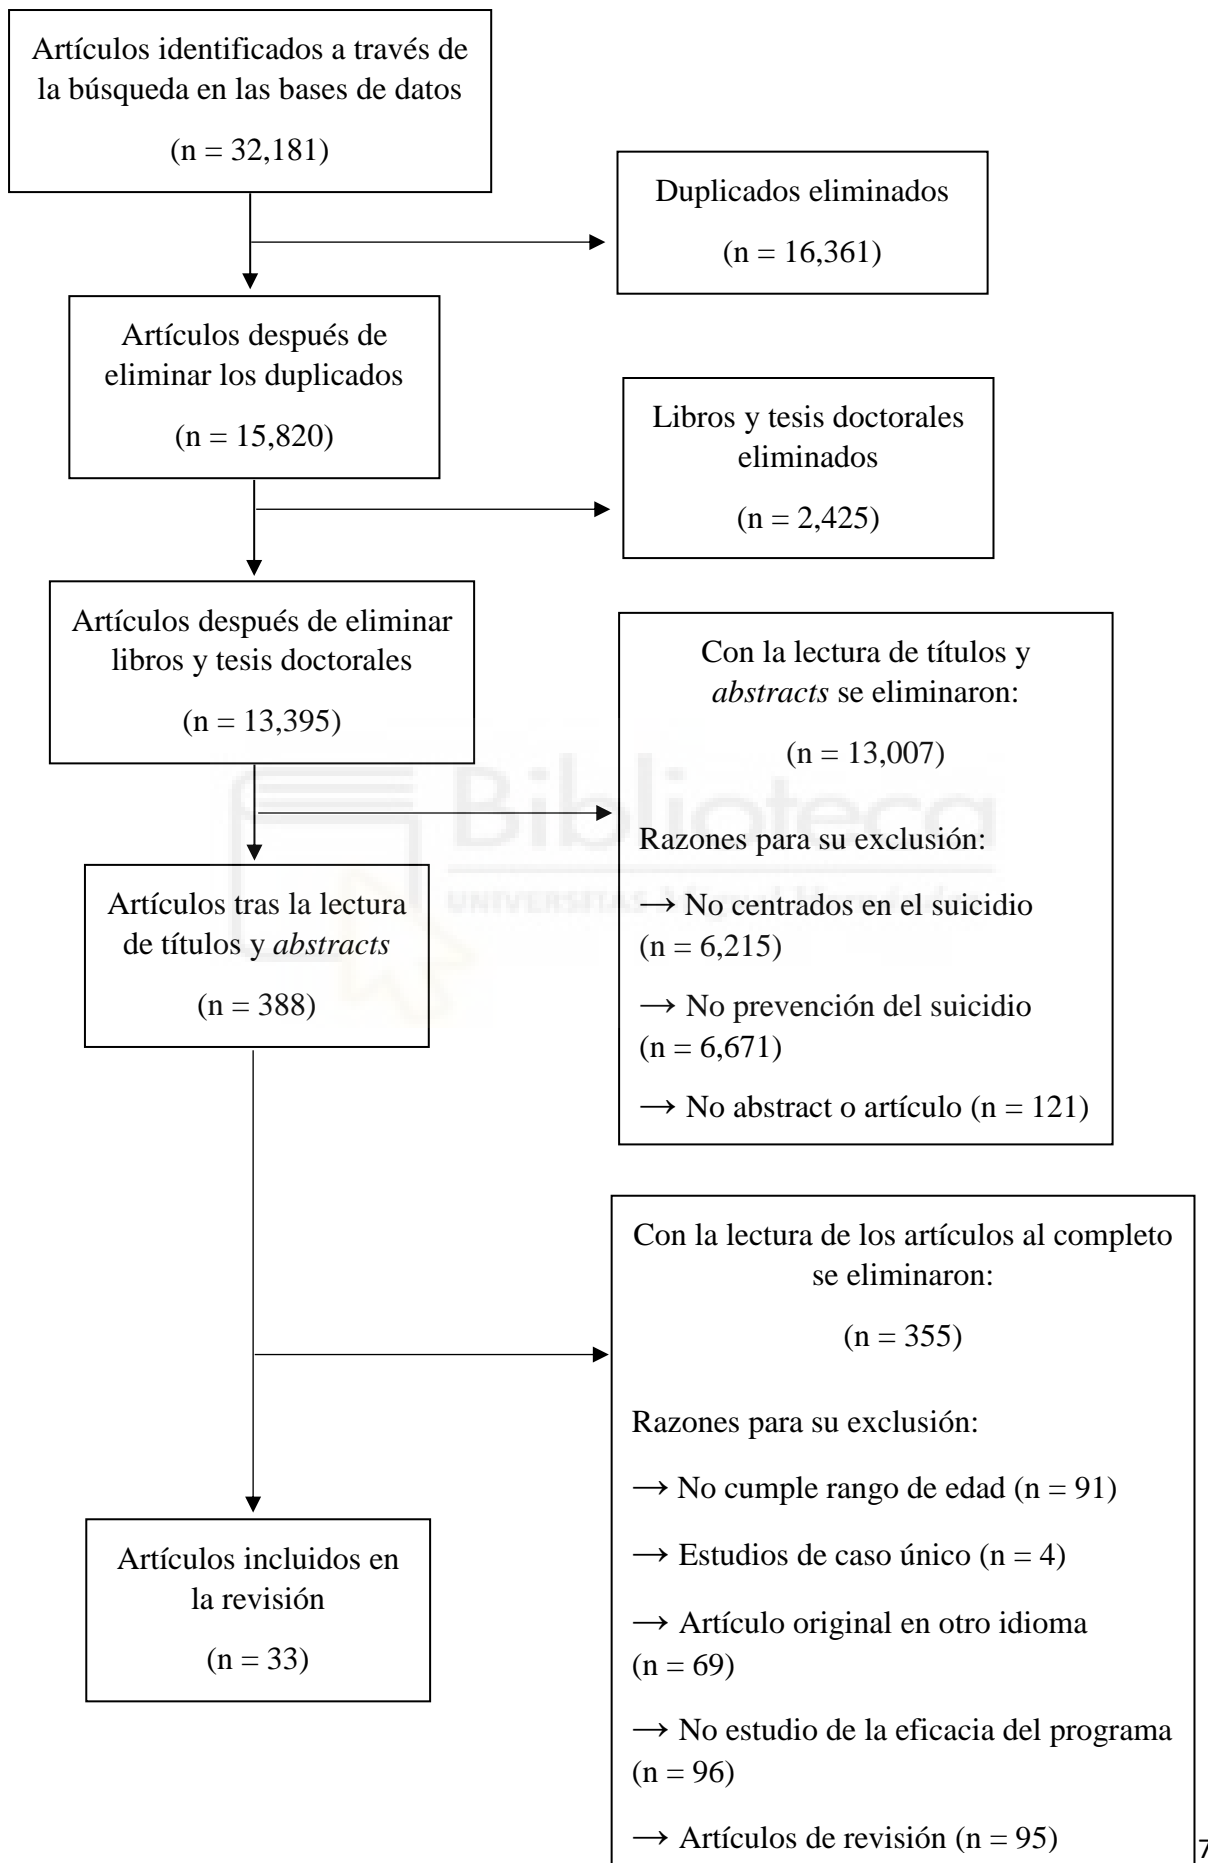 Artículos identificados a través de
la búsqueda en las bases de datos
(n = 32,181)
Duplicados eliminados
(n = 16,361)
Artículos después de
eliminar los duplicados
(n = 15,820)
Libros y tesis doctorales
eliminados
(n = 2,425)
Artículos después de eliminar
libros y tesis doctorales
(n = 13,395)
Con la lectura de títulos y
abstracts se eliminaron:
(n = 13,007)
Razones para su exclusión:
→ No centrados en el suicidio
(n = 6,215)
→ No prevención del suicidio
(n = 6,671)
→ No abstract o artículo (n = 121)
Biblioteca
UNIVERSITAS Miguel Hernández
Artículos tras la lectura
de títulos y abstracts
(n = 388)
Con la lectura de los artículos al completo
se eliminaron:
(n = 355)
Razones para su exclusión:
→ No cumple rango de edad (n = 91)
→ Estudios de caso único (n = 4)
→ Artículo original en otro idioma
(n = 69)
→ No estudio de la eficacia del programa
(n = 96)
→ Artículos de revisión (n = 95)
Artículos incluidos en
la revisión
(n = 33)
7